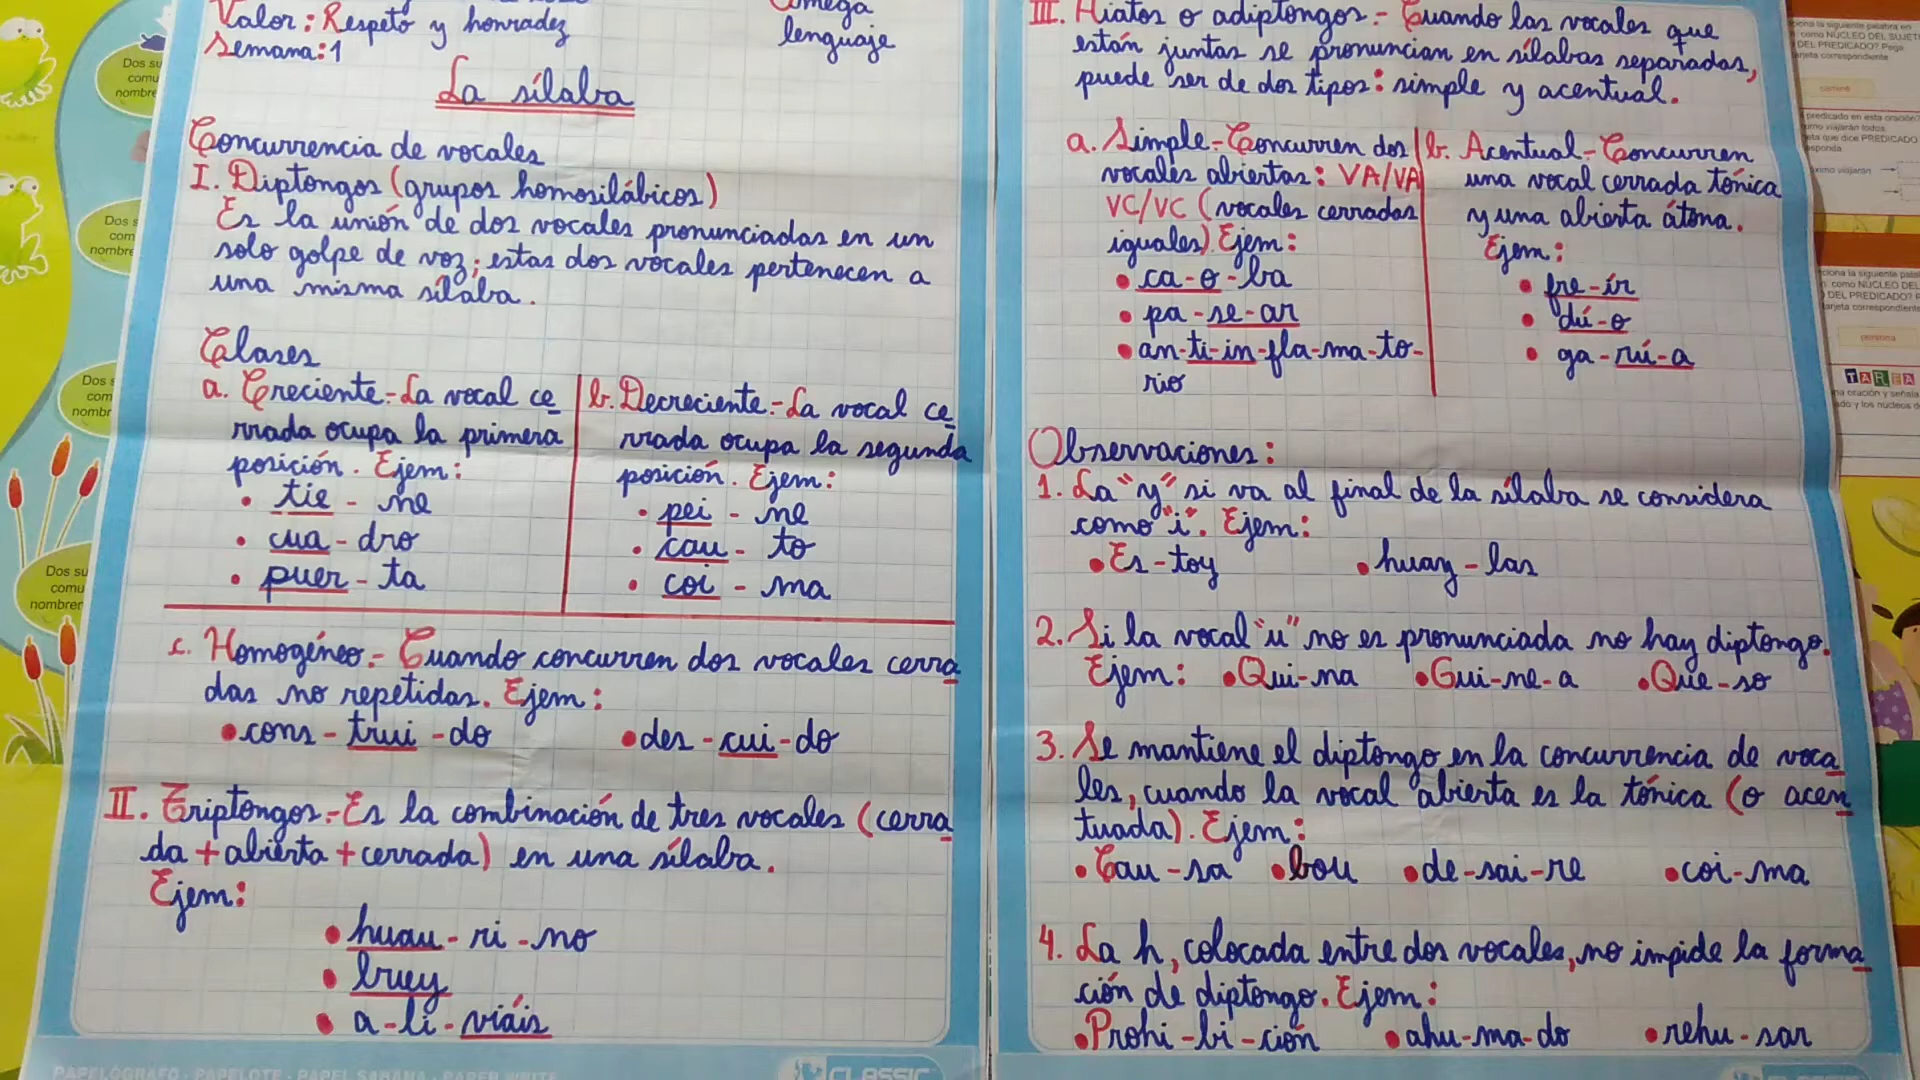 Valor: Respeto y honradez
Semana: 1
Omega
lenguaje
La sílaba
Concurrencia de vocales
I. Diptongos (grupos homosilábicos)
Es la unión de dos vocales pronunciadas en un
solo golpe de voz; estas dos vocales pertenecen a
una misma sílaba.
Clases
a. Creciente.- La vocal ce
rrada ocupa la primera
posición. Ejem:
• tie - ne
• cua - dro
• puer - ta
b. Decreciente.- La vocal ce
rrada ocupa la segunda
posición. Ejem:
• pei - ne
• cau - to
• coi - ma
c. Homogéneo.- Cuando concurren dos vocales cerra
das no repetidas. Ejem:
• cons - trui - do
• des - cui - do
II. Triptongos.- Es la combinación de tres vocales (cerra
da + abierta + cerrada) en una sílaba.
Ejem:
• huau - ri - no
• bruey
• a - li - viáis
PAPELÓGRAFO • PAPELOTE • PAPEL SABANA • PAPER WHITE
CLASSIC
III. Hiatos o adiptongos.- Cuando las vocales que
están juntas se pronuncian en sílabas separadas,
puede ser de dos tipos: simple y acentual.
a. Simple.- Concurren dos
vocales abiertas: VA/VA
VC/VC (vocales cerradas
iguales). Ejem:
• ca - o - ba
• pa - se - ar
• an - ti - in - fla - ma - to -
rio
b. Acentual.- Concurren
una vocal cerrada tónica
y una abierta átona.
Ejem:
• fre - ír
• dú - o
• ga - rú - a
Observaciones:
1. La "y" si va al final de la sílaba se considera
como "i". Ejem:
• Es - toy • huay - las
2. Si la vocal "u" no es pronunciada no hay diptongo.
Ejem: • Qui - na • Gui - ne - a • Que - so
3. Se mantiene el diptongo en la concurrencia de voca
les, cuando la vocal abierta es la tónica (o acen
tuada). Ejem:
• Cau - sa • bou • de - sai - re • coi - ma
4. La h, colocada entre dos vocales, no impide la forma
ción de diptongo. Ejem:
• Prohi - bi - ción • ahu - ma - do • rehu - sar
TAREA